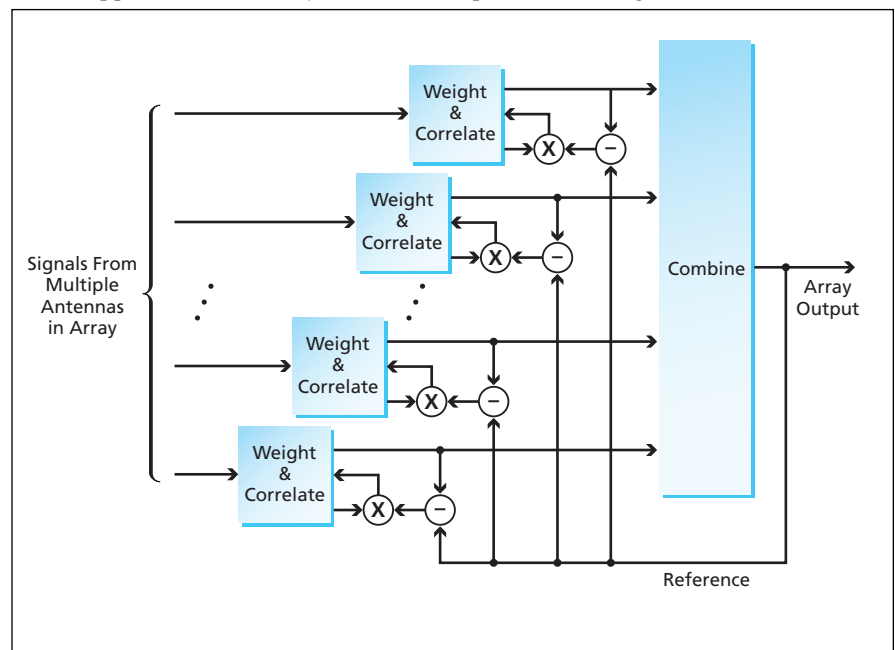 Weight
&
Correlate
X
−
Weight
&
Correlate
X
−
Signals From
Multiple
Antennas
in Array
Combine
Array
Output
Weight
&
Correlate
X
−
Weight
&
Correlate
X
−
Reference